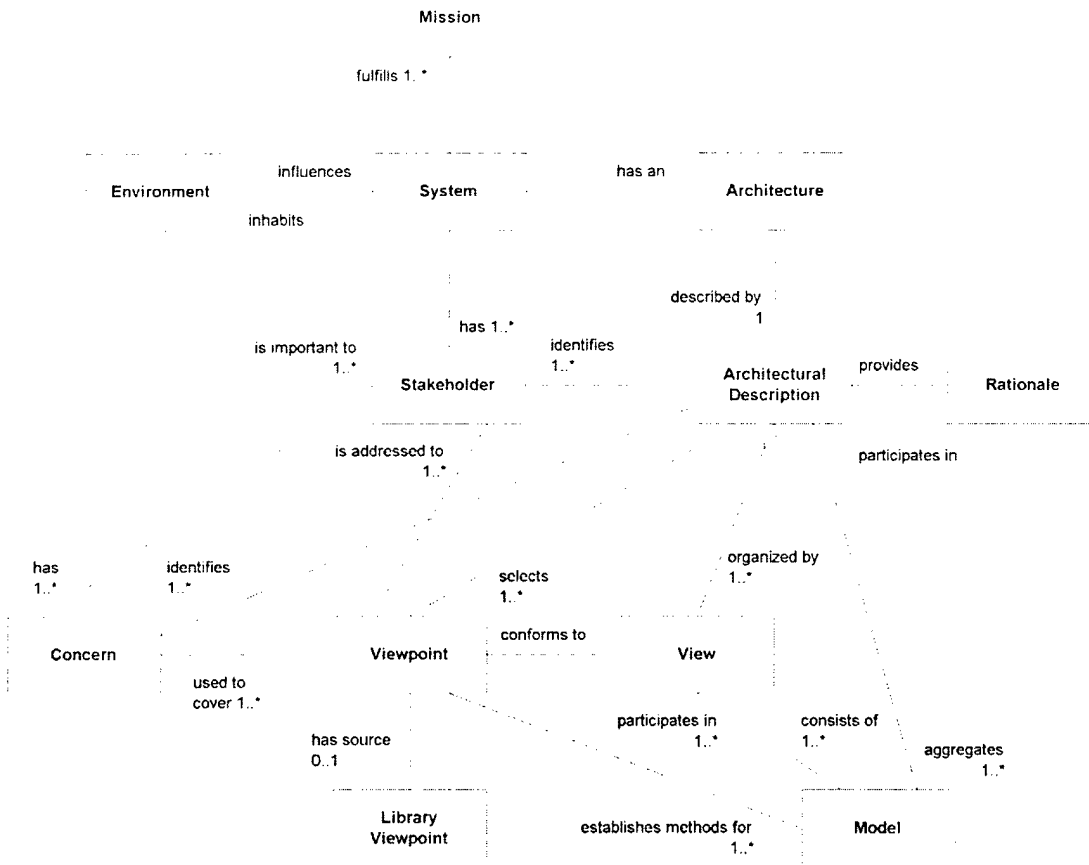 Mission
fulfills 1..*
influences
has an
Environment
System
Architecture
inhabits
described by
1
has 1..*
is important to
1..*
identifies
1..*
Stakeholder
Architectural
Description
provides
Rationale
is addressed to
1..*
participates in
has
1..*
identifies
1..*
selects
1..*
organized by
1..*
Concern
Viewpoint
conforms to
View
used to
cover 1..*
has source
0..1
participates in
1..*
consists of
1..*
aggregates
1..*
Library
Viewpoint
establishes methods for
1..*
Model